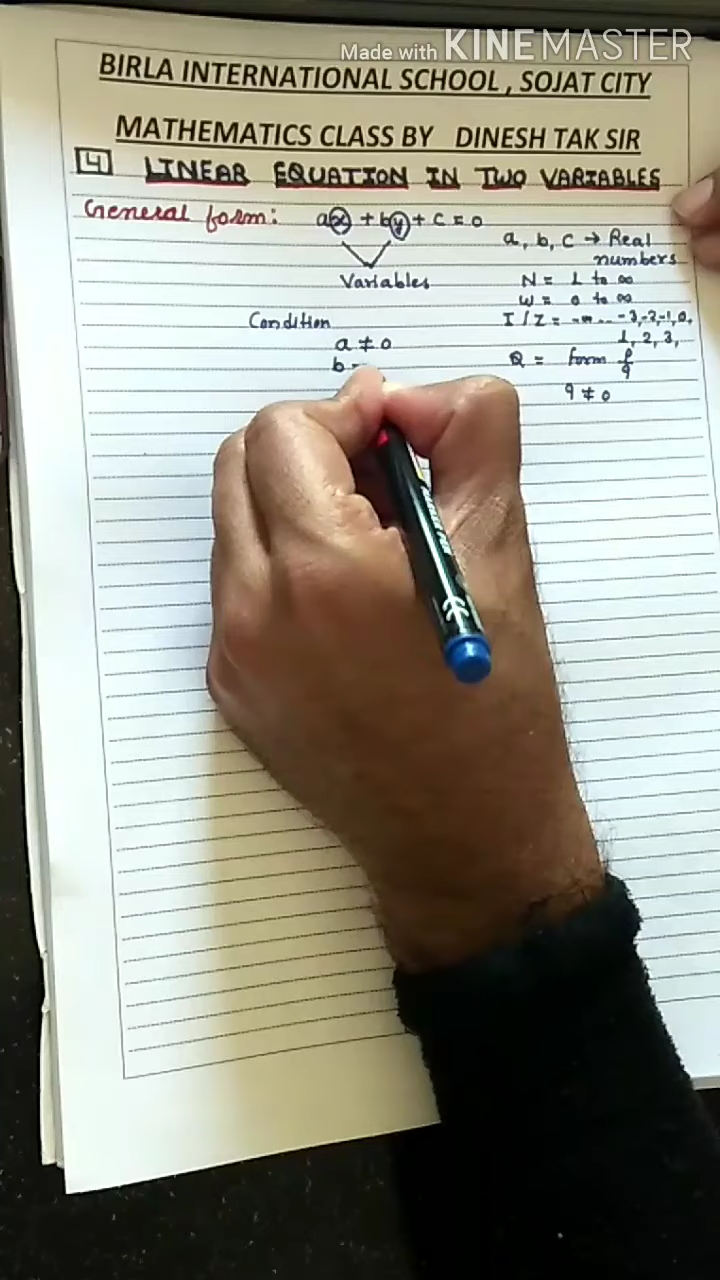 Made with KINEMASTER
BIRLA INTERNATIONAL SCHOOL , SOJAT CITY
MATHEMATICS CLASS BY DINESH TAK SIR
4 LINEAR EQUATION IN TWO VARIABLES
General form: ax + by + c = 0
Variables
a, b, c → Real
numbers
N = 1 to ∞
W = 0 to ∞
I / Z = -∞ ... -3, -2, -1, 0,
1, 2, 3,
Q = form p/q
q ≠ 0
Condition
a ≠ 0
b